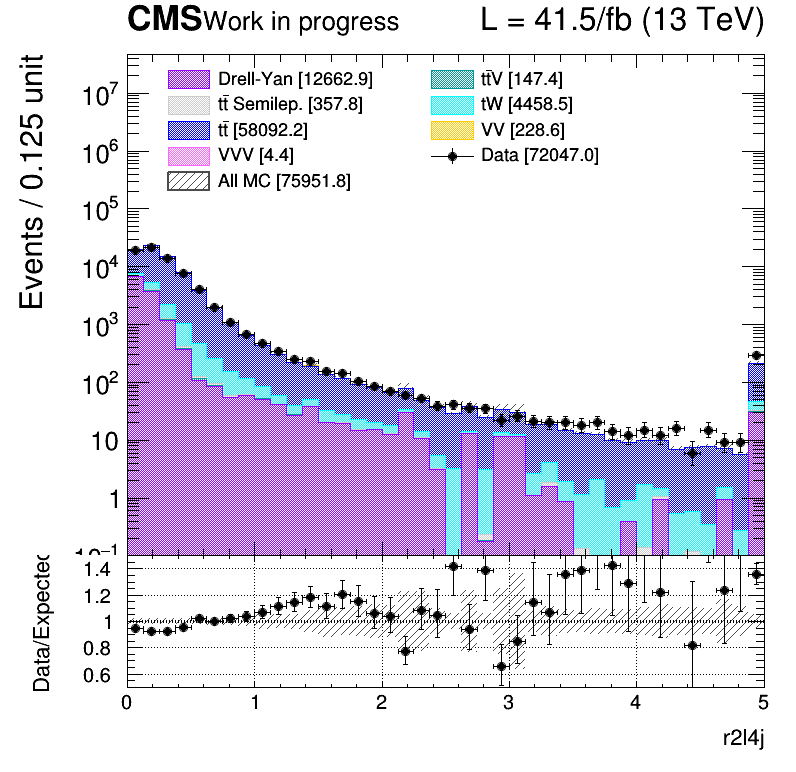 CMS Work in progress L = 41.5/fb (13 TeV)
Events / 0.125 unit
Drell-Yan [12662.9] tt̄V [147.4]
tt̄ Semilep. [357.8] tW [4458.5]
tt̄ [58092.2] VV [228.6]
VVV [4.4] Data [72047.0]
All MC [75951.8]
10⁷
10⁶
10⁵
10⁴
10³
10²
10
1
10⁻¹
Data/Expected
1.4
1.2
1
0.8
0.6
0 1 2 3 4 5
r2l4j